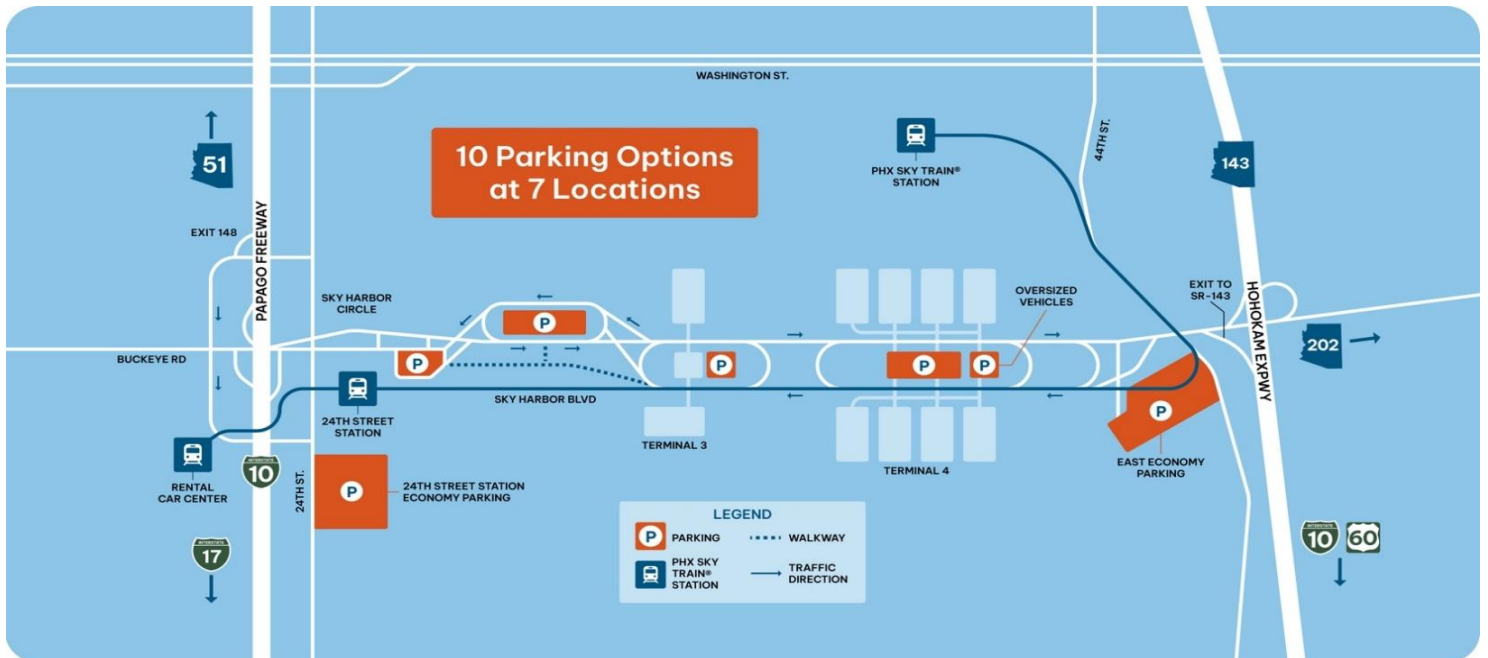 WASHINGTON ST.
10 Parking Options
at 7 Locations
51
PAPAGO FREEWAY
EXIT 148
PHX SKY TRAIN®
STATION
44TH ST.
143
HOHOKAM EXPWY
SKY HARBOR
CIRCLE
P
OVERSIZED
VEHICLES
EXIT TO
SR-143
202
BUCKEYE RD
P
P
P
P
24TH STREET
STATION
SKY HARBOR BLVD
TERMINAL 3
TERMINAL 4
P
EAST ECONOMY
PARKING
RENTAL
CAR CENTER
INTERSTATE
10
24TH ST.
P
24TH STREET STATION
ECONOMY PARKING
LEGEND
P PARKING
WALKWAY
PHX SKY
TRAIN®
STATION
TRAFFIC
DIRECTION
INTERSTATE
17
INTERSTATE
10
60